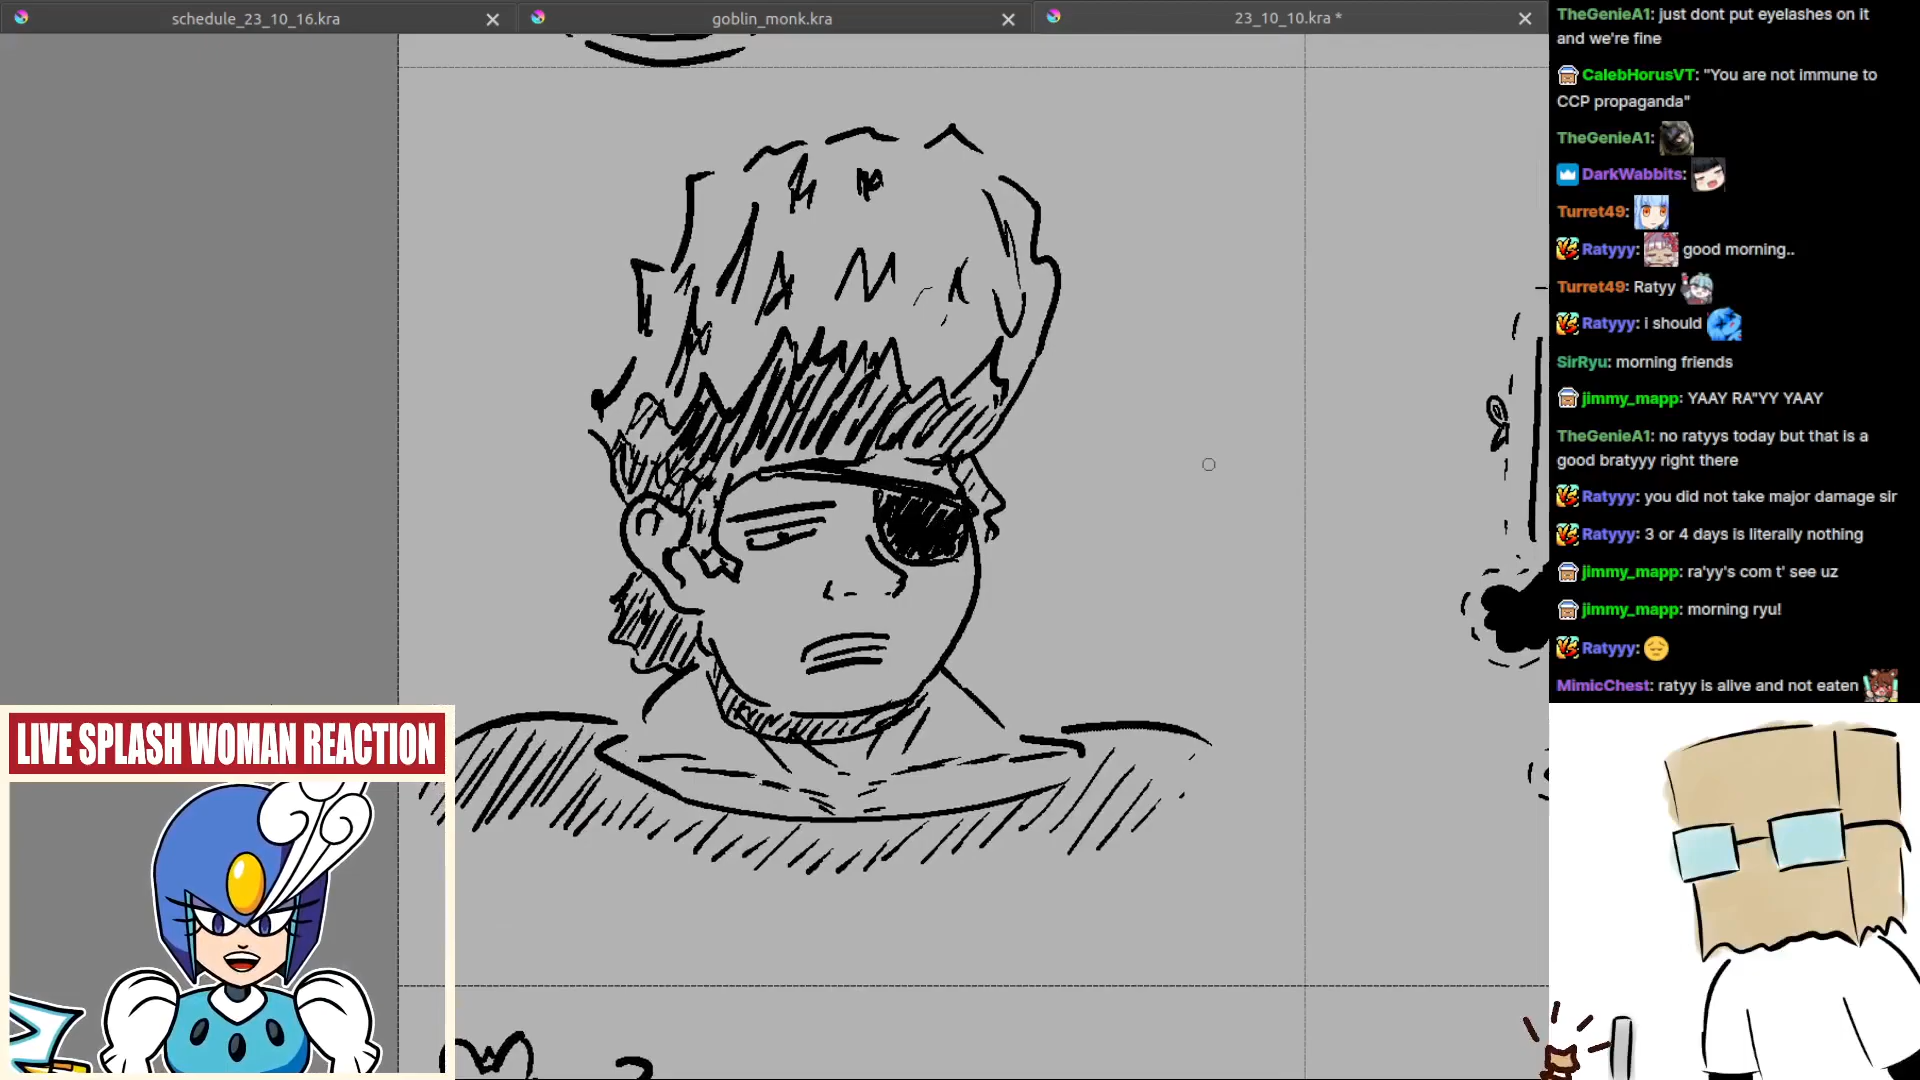 schedule_23_10_16.kra
goblin_monk.kra
23_10_10.kra *
TheGenieA1: just dont put eyelashes on it
and we're fine
CalebHorusVT: "You are not immune to
CCP propaganda"
TheGenieA1:
DarkWabbits:
Turret49:
Ratyyy: good morning..
Turret49: Ratyy
Ratyyy: i should
SirRyu: morning friends
jimmy_mapp: YAAY RA"YY YAAY
TheGenieA1: no ratyys today but that is a
good bratyyy right there
Ratyyy: you did not take major damage sir
Ratyyy: 3 or 4 days is literally nothing
jimmy_mapp: ra'yy's com t' see uz
jimmy_mapp: morning ryu!
Ratyyy:
MimicChest: ratyy is alive and not eaten
LIVE SPLASH WOMAN REACTION